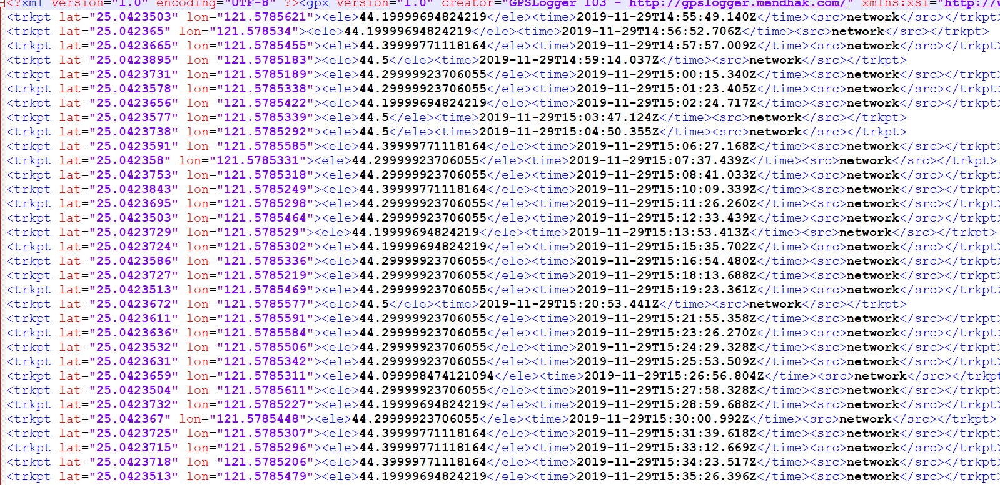 <?xml version="1.0" encoding="UTF-8" ?><gpx version="1.0" creator="GPSLogger 103 - http://gpslogger.mendhak.com/" xmlns:xsi="http://
<trkpt lat="25.0423503" lon="121.5785621"><ele>44.19999694824219</ele><time>2019-11-29T14:55:49.140Z</time><src>network</src></trkpt>
<trkpt lat="25.042365" lon="121.578534"><ele>44.19999694824219</ele><time>2019-11-29T14:56:52.706Z</time><src>network</src></trkpt>
<trkpt lat="25.0423665" lon="121.5785455"><ele>44.39999771118164</ele><time>2019-11-29T14:57:57.009Z</time><src>network</src></trkpt>
<trkpt lat="25.0423895" lon="121.5785183"><ele>44.5</ele><time>2019-11-29T14:59:14.037Z</time><src>network</src></trkpt>
<trkpt lat="25.0423731" lon="121.5785189"><ele>44.29999923706055</ele><time>2019-11-29T15:00:15.340Z</time><src>network</src></trkpt>
<trkpt lat="25.0423578" lon="121.5785338"><ele>44.29999923706055</ele><time>2019-11-29T15:01:23.405Z</time><src>network</src></trkpt>
<trkpt lat="25.0423656" lon="121.5785422"><ele>44.19999694824219</ele><time>2019-11-29T15:02:24.717Z</time><src>network</src></trkpt>
<trkpt lat="25.0423577" lon="121.5785339"><ele>44.5</ele><time>2019-11-29T15:03:47.124Z</time><src>network</src></trkpt>
<trkpt lat="25.0423738" lon="121.5785292"><ele>44.5</ele><time>2019-11-29T15:04:50.355Z</time><src>network</src></trkpt>
<trkpt lat="25.0423591" lon="121.5785585"><ele>44.39999771118164</ele><time>2019-11-29T15:06:27.168Z</time><src>network</src></trkpt>
<trkpt lat="25.042358" lon="121.5785331"><ele>44.29999923706055</ele><time>2019-11-29T15:07:37.439Z</time><src>network</src></trkpt>
<trkpt lat="25.0423753" lon="121.5785318"><ele>44.29999923706055</ele><time>2019-11-29T15:08:41.033Z</time><src>network</src></trkpt>
<trkpt lat="25.0423843" lon="121.5785249"><ele>44.39999771118164</ele><time>2019-11-29T15:10:09.339Z</time><src>network</src></trkpt>
<trkpt lat="25.0423695" lon="121.5785298"><ele>44.29999923706055</ele><time>2019-11-29T15:11:26.260Z</time><src>network</src></trkpt>
<trkpt lat="25.0423503" lon="121.5785464"><ele>44.29999923706055</ele><time>2019-11-29T15:12:33.439Z</time><src>network</src></trkpt>
<trkpt lat="25.0423729" lon="121.578529"><ele>44.19999694824219</ele><time>2019-11-29T15:13:53.413Z</time><src>network</src></trkpt>
<trkpt lat="25.0423724" lon="121.5785302"><ele>44.19999694824219</ele><time>2019-11-29T15:15:35.702Z</time><src>network</src></trkpt>
<trkpt lat="25.0423586" lon="121.5785336"><ele>44.29999923706055</ele><time>2019-11-29T15:16:54.480Z</time><src>network</src></trkpt>
<trkpt lat="25.0423727" lon="121.5785219"><ele>44.29999923706055</ele><time>2019-11-29T15:18:13.688Z</time><src>network</src></trkpt>
<trkpt lat="25.0423513" lon="121.5785469"><ele>44.29999923706055</ele><time>2019-11-29T15:19:23.361Z</time><src>network</src></trkpt>
<trkpt lat="25.0423672" lon="121.5785577"><ele>44.5</ele><time>2019-11-29T15:20:53.441Z</time><src>network</src></trkpt>
<trkpt lat="25.0423611" lon="121.5785591"><ele>44.29999923706055</ele><time>2019-11-29T15:21:55.358Z</time><src>network</src></trkpt>
<trkpt lat="25.0423636" lon="121.5785584"><ele>44.29999923706055</ele><time>2019-11-29T15:23:26.270Z</time><src>network</src></trkpt>
<trkpt lat="25.0423532" lon="121.5785506"><ele>44.29999923706055</ele><time>2019-11-29T15:24:29.328Z</time><src>network</src></trkpt>
<trkpt lat="25.0423631" lon="121.5785342"><ele>44.29999923706055</ele><time>2019-11-29T15:25:53.509Z</time><src>network</src></trkpt>
<trkpt lat="25.0423659" lon="121.5785311"><ele>44.099998474121094</ele><time>2019-11-29T15:26:56.804Z</time><src>network</src></trkpt
<trkpt lat="25.0423504" lon="121.5785611"><ele>44.29999923706055</ele><time>2019-11-29T15:27:58.328Z</time><src>network</src></trkpt>
<trkpt lat="25.0423732" lon="121.5785227"><ele>44.19999694824219</ele><time>2019-11-29T15:28:59.688Z</time><src>network</src></trkpt>
<trkpt lat="25.042367" lon="121.5785448"><ele>44.29999923706055</ele><time>2019-11-29T15:30:00.992Z</time><src>network</src></trkpt>
<trkpt lat="25.0423725" lon="121.5785307"><ele>44.39999771118164</ele><time>2019-11-29T15:31:39.618Z</time><src>network</src></trkpt>
<trkpt lat="25.0423715" lon="121.5785296"><ele>44.39999771118164</ele><time>2019-11-29T15:33:12.669Z</time><src>network</src></trkpt>
<trkpt lat="25.0423718" lon="121.5785206"><ele>44.39999771118164</ele><time>2019-11-29T15:34:23.517Z</time><src>network</src></trkpt>
<trkpt lat="25.0423513" lon="121.5785479"><ele>44.19999694824219</ele><time>2019-11-29T15:35:26.396Z</time><src>network</src></trkpt>